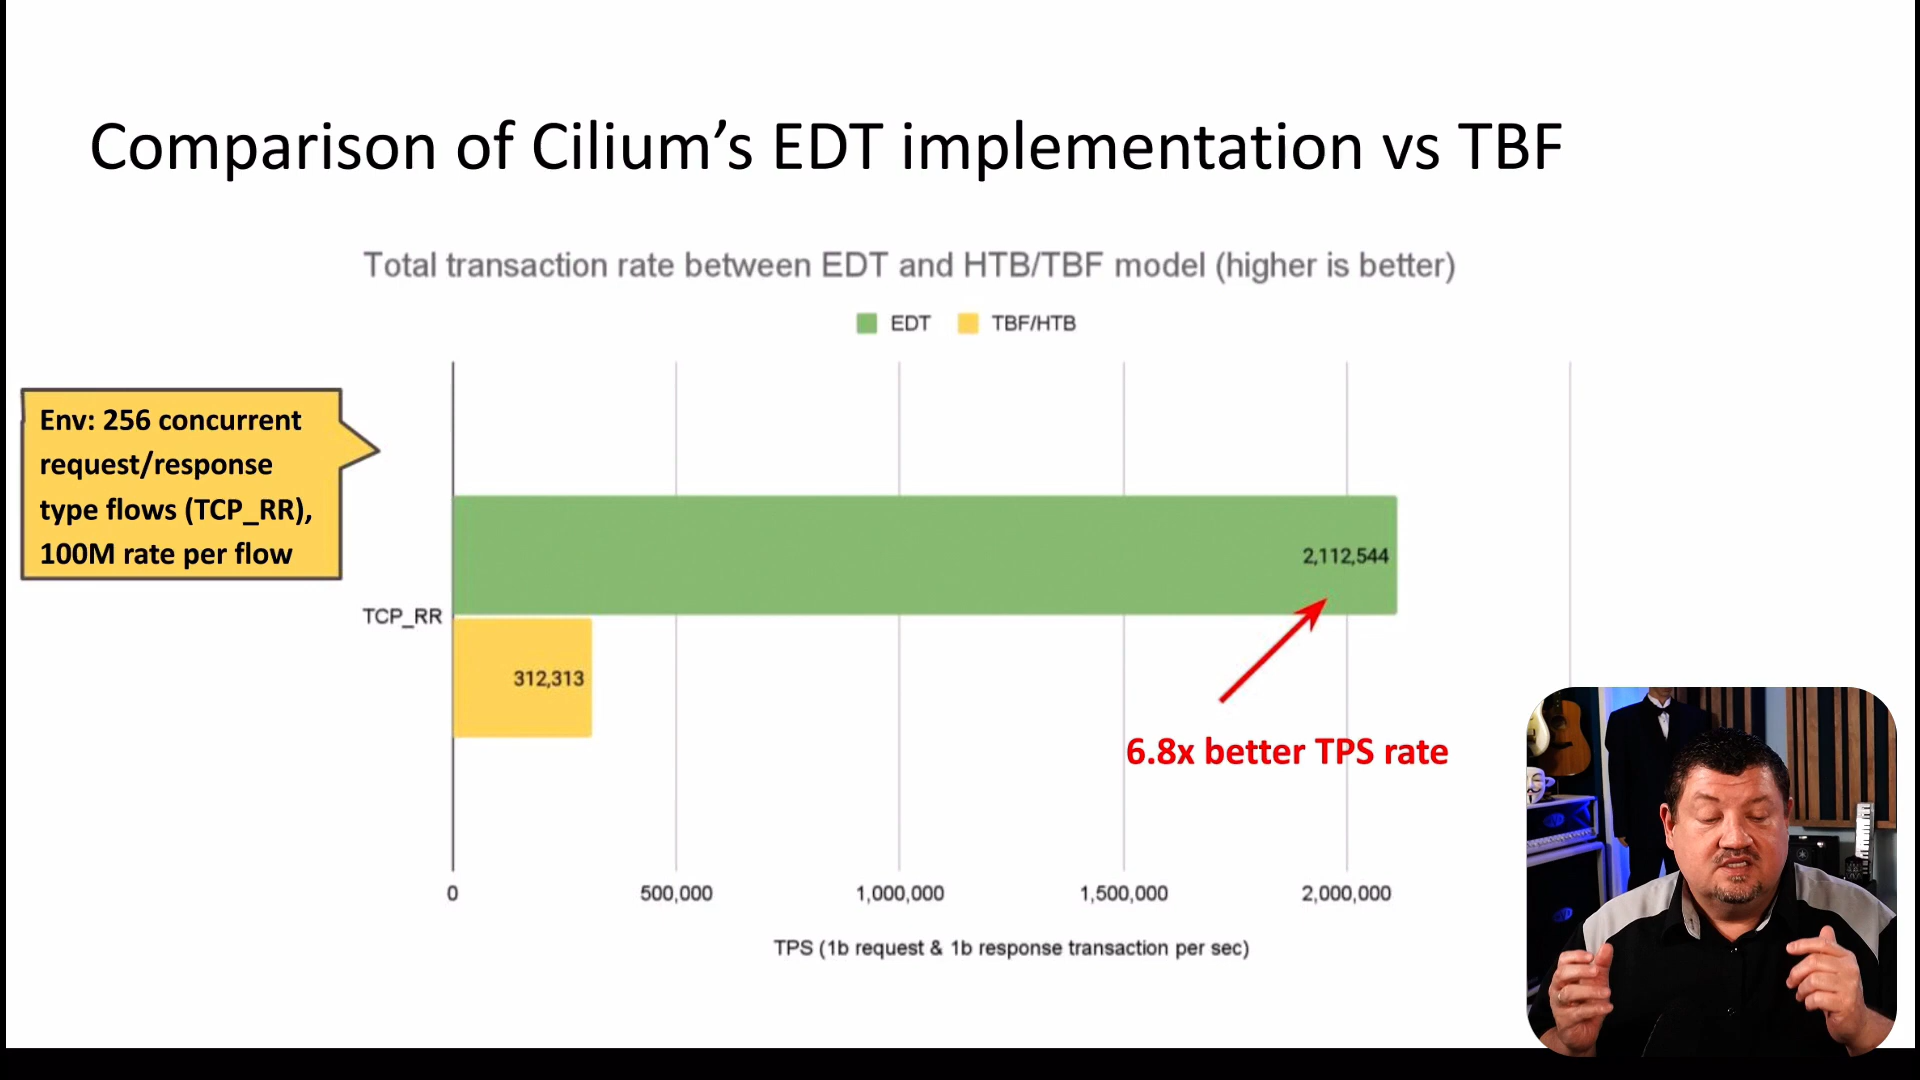 Comparison of Cilium’s EDT implementation vs TBF
Total transaction rate between EDT and HTB/TBF model (higher is better)
EDT
TBF/HTB
Env: 256 concurrent
request/response
type flows (TCP_RR),
100M rate per flow
2,112,544
TCP_RR
312,313
6.8x better TPS rate
0
500,000
1,000,000
1,500,000
2,000,000
TPS (1b request & 1b response transaction per sec)